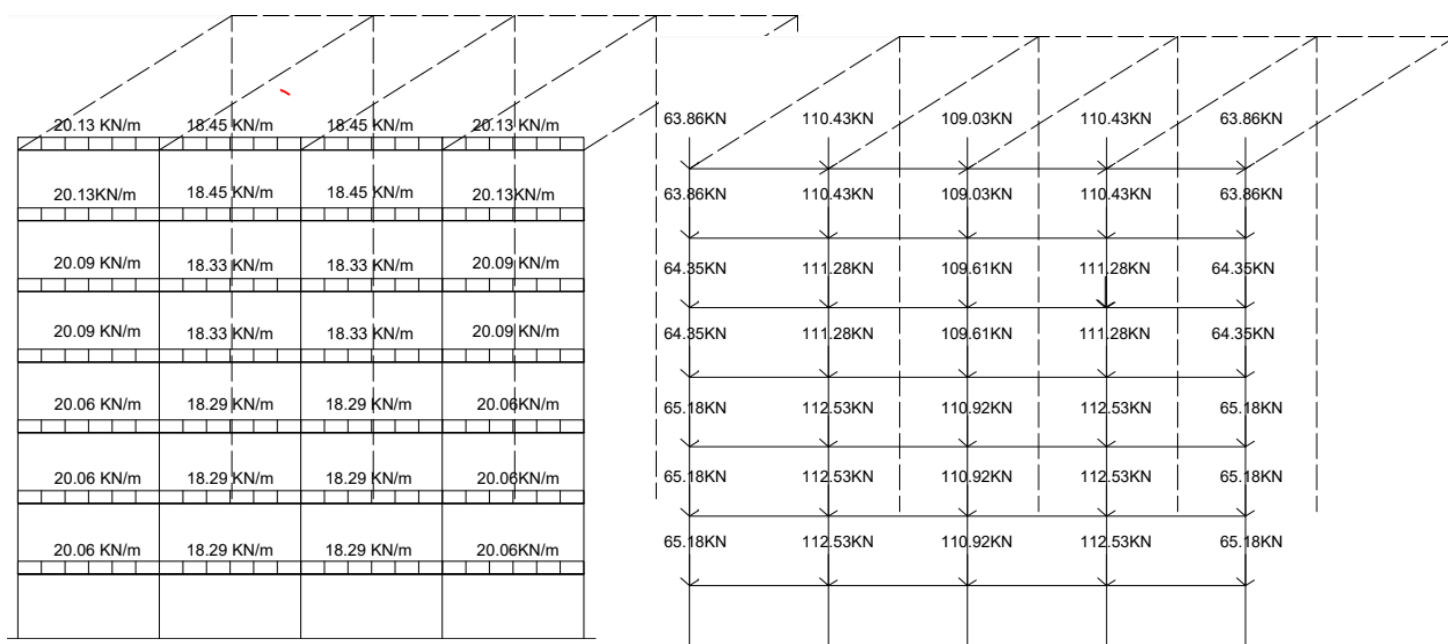 20.13 KN/m 18.45 KN/m 18.45 KN/m 20.13 KN/m
20.13KN/m 18.45 KN/m 18.45 KN/m 20.13KN/m
20.09 KN/m 18.33 KN/m 18.33 KN/m 20.09 KN/m
20.09 KN/m 18.33 KN/m 18.33 KN/m 20.09 KN/m
20.06 KN/m 18.29 KN/m 18.29 KN/m 20.06KN/m
20.06 KN/m 18.29 KN/m 18.29 KN/m 20.06KN/m
20.06 KN/m 18.29 KN/m 18.29 KN/m 20.06KN/m
63.86KN 110.43KN 109.03KN 110.43KN 63.86KN
63.86KN 110.43KN 109.03KN 110.43KN 63.86KN
64.35KN 111.28KN 109.61KN 111.28KN 64.35KN
64.35KN 111.28KN 109.61KN 111.28KN 64.35KN
65.18KN 112.53KN 110.92KN 112.53KN 65.18KN
65.18KN 112.53KN 110.92KN 112.53KN 65.18KN
65.18KN 112.53KN 110.92KN 112.53KN 65.18KN